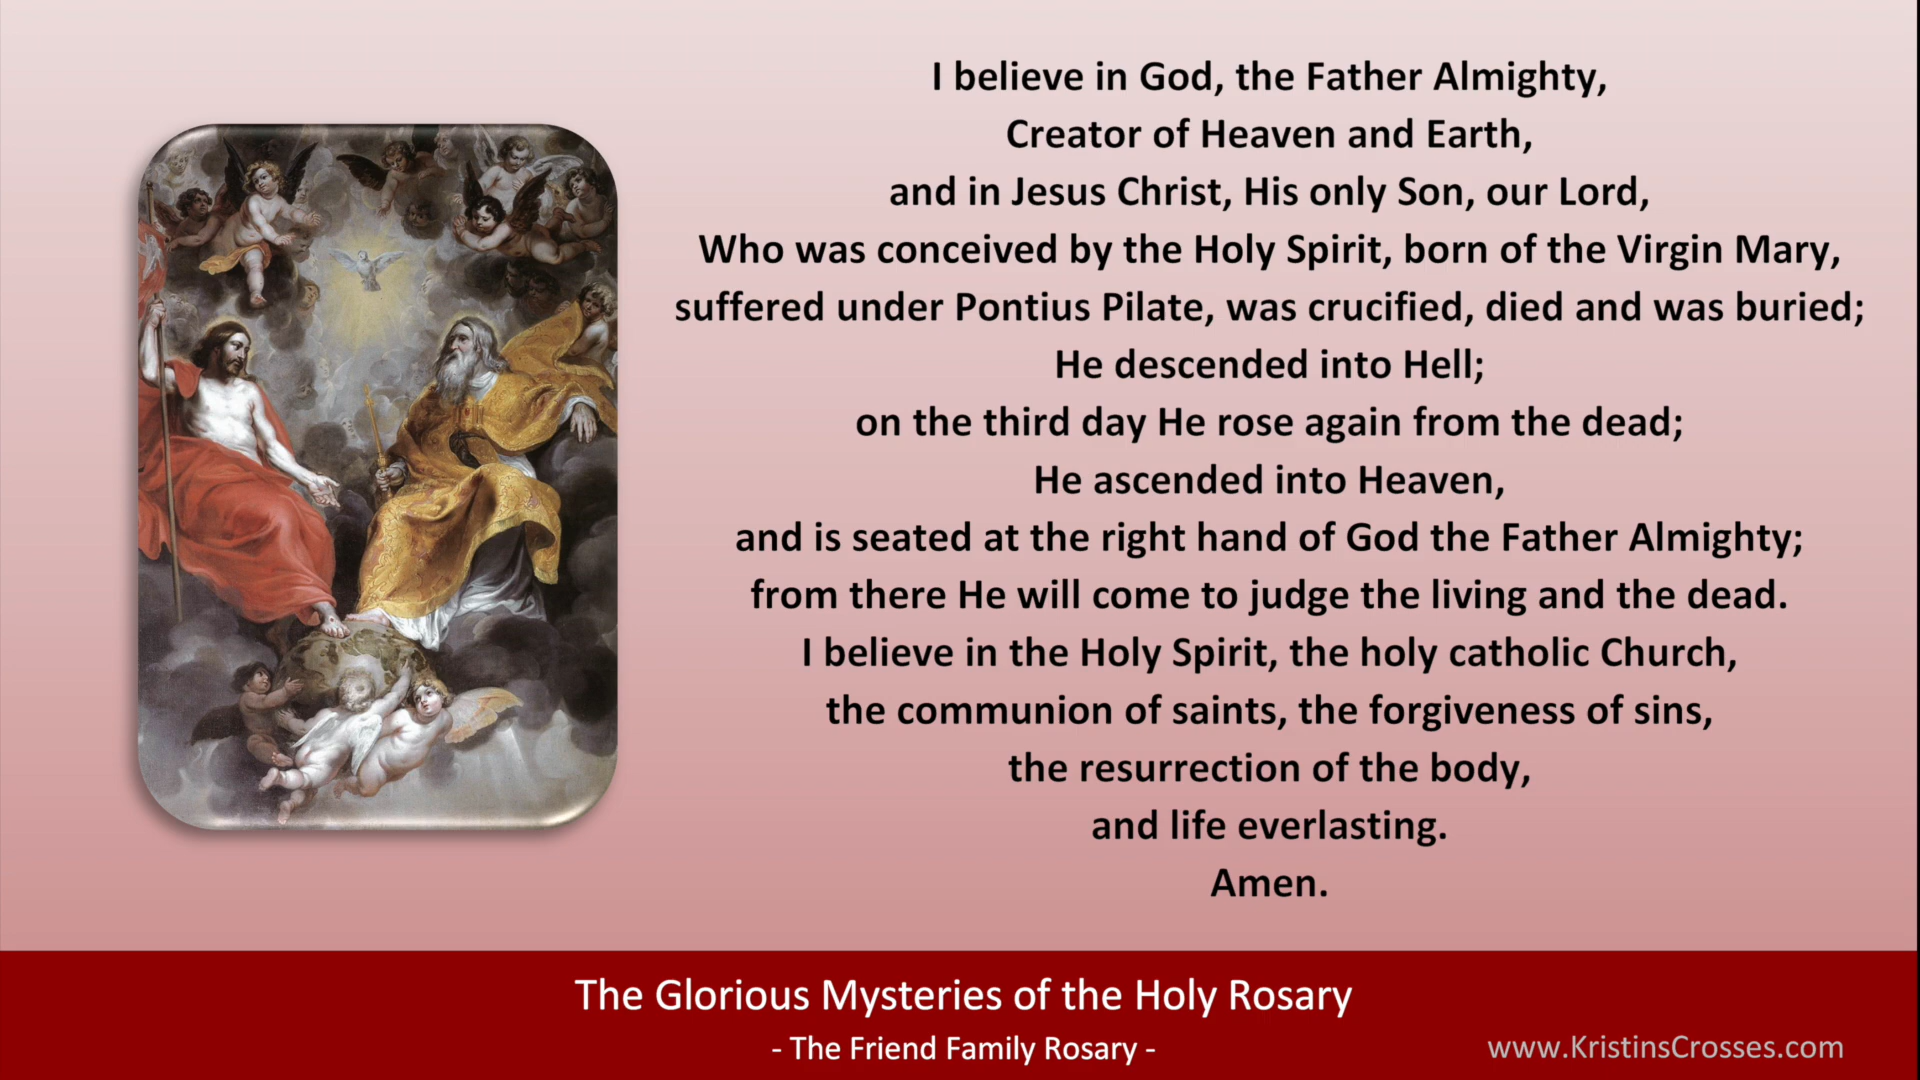 I believe in God, the Father Almighty,
Creator of Heaven and Earth,
and in Jesus Christ, His only Son, our Lord,
Who was conceived by the Holy Spirit, born of the Virgin Mary,
suffered under Pontius Pilate, was crucified, died and was buried;
He descended into Hell;
on the third day He rose again from the dead;
He ascended into Heaven,
and is seated at the right hand of God the Father Almighty;
from there He will come to judge the living and the dead.
I believe in the Holy Spirit, the holy catholic Church,
the communion of saints, the forgiveness of sins,
the resurrection of the body,
and life everlasting.
Amen.
The Glorious Mysteries of the Holy Rosary
- The Friend Family Rosary -
www.KristinsCrosses.com